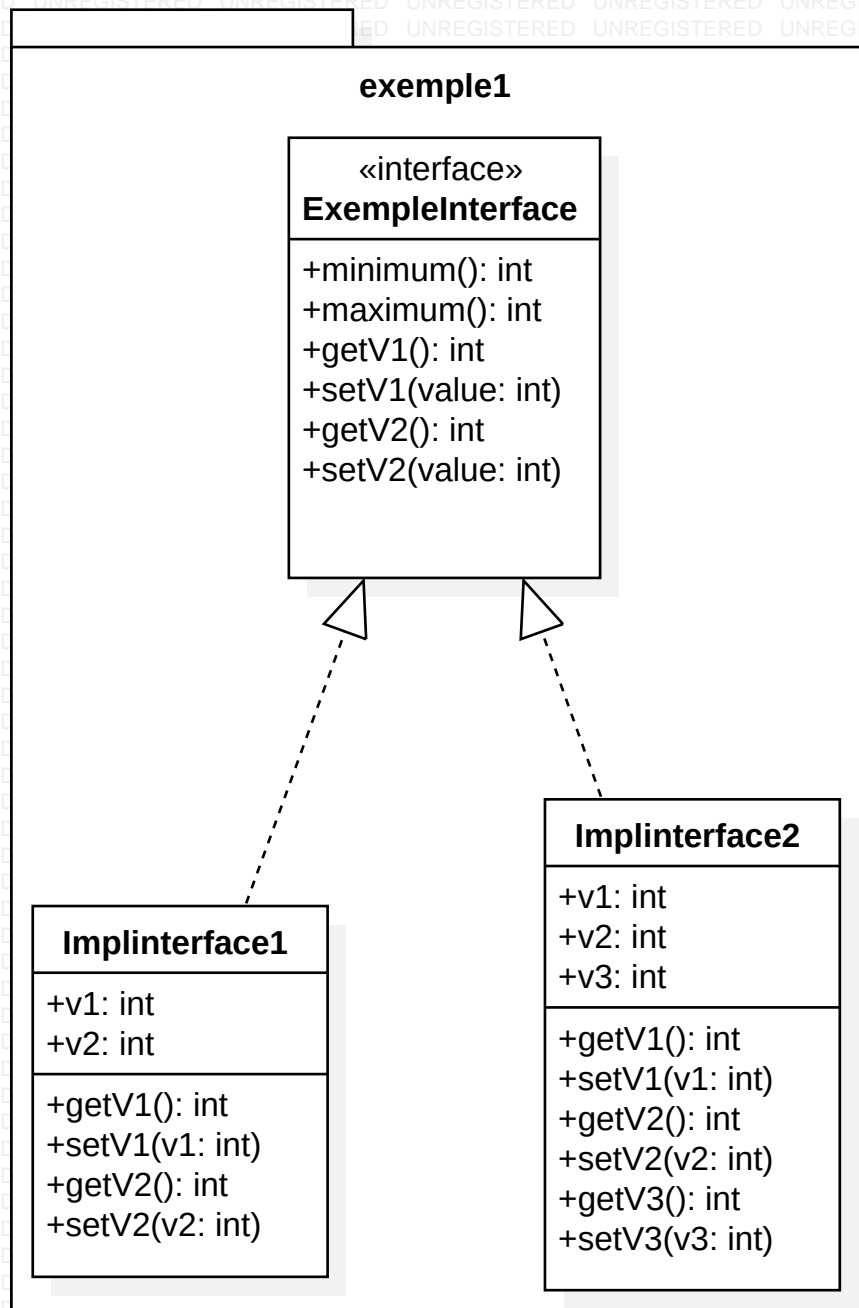 UNREGISTERED UNREGISTERED UNREGISTERED UNREGISTERED
UNREGISTERED UNREGISTERED
exemple1
«interface»
ExempleInterface
+minimum(): int
+maximum(): int
+getV1(): int
+setV1(value: int)
+getV2(): int
+setV2(value: int)
Implinterface1
+v1: int
+v2: int
+getV1(): int
+setV1(v1: int)
+getV2(): int
+setV2(v2: int)
Implinterface2
+v1: int
+v2: int
+v3: int
+getV1(): int
+setV1(v1: int)
+getV2(): int
+setV2(v2: int)
+getV3(): int
+setV3(v3: int)